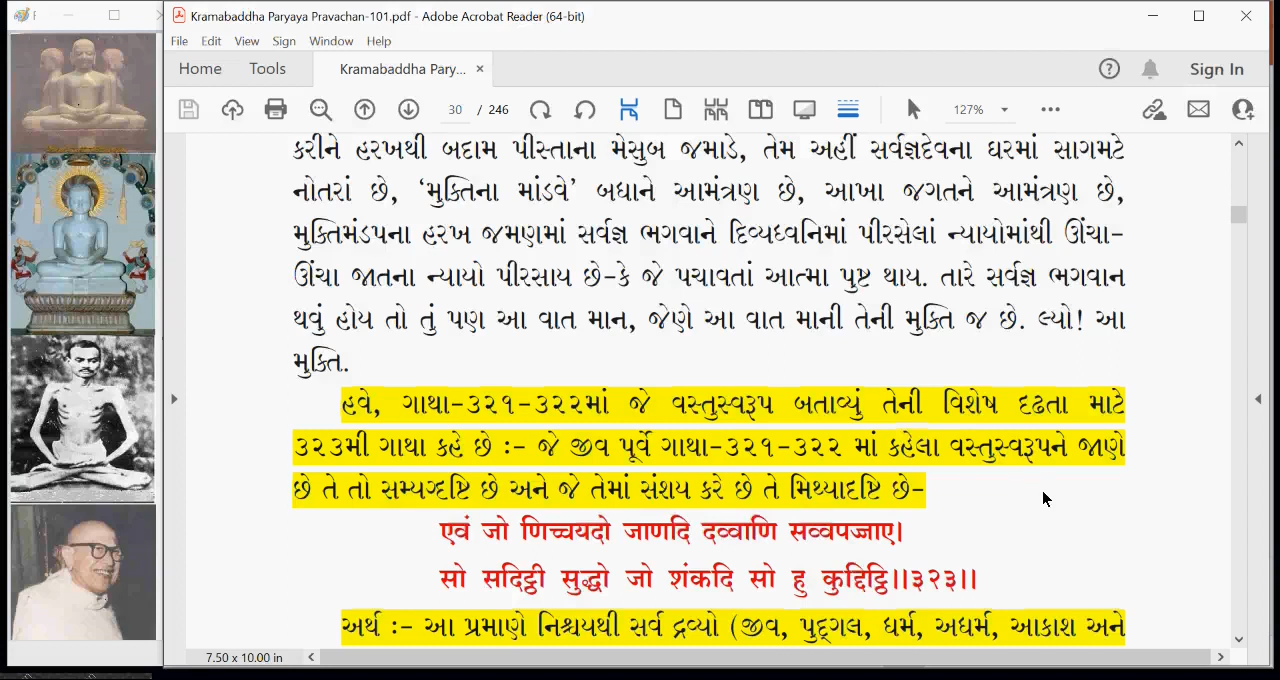 Kramabaddha Paryaya Pravachan-101.pdf - Adobe Acrobat Reader (64-bit)
File Edit View Sign Window Help
Home Tools Kramabaddha Pary... × Sign In
30 / 246 127%
કરીને હરખથી બદામ પીસ્તાના મેસુબ જમાડે, તેમ અહીં સર્વજ્ઞદેવના ઘરમાં સાગમટે
નોતરાં છે, ‘મુક્તિના માંડવે’ બધાને આમંત્રણ છે, આખા જગતને આમંત્રણ છે,
મુક્તિમંડપના હરખ જમણમાં સર્વજ્ઞ ભગવાને દિવ્યધ્વનિમાં પીરસેલાં ન્યાયોમાંથી ઊંચા-
ઊંચા જાતના ન્યાયો પીરસાય છે-કે જે પચાવતાં આત્મા પુષ્ટ થાય. તારે સર્વજ્ઞ ભગવાન
થવું હોય તો તું પણ આ વાત માન, જેણે આ વાત માની તેની મુક્તિ જ છે. લ્યો! આ
મુક્તિ.
હવે, ગાથા-૩૨૧-૩૨૨માં જે વસ્તુસ્વરૂપ બતાવ્યું તેની વિશેષ દઢતા માટે
૩૨૩મી ગાથા કહે છે :- જે જીવ પૂર્વે ગાથા-૩૨૧-૩૨૨ માં કહેલા વસ્તુસ્વરૂપને જાણે
છે તે તો સમ્યગ્દષ્ટિ છે અને જે તેમાં સંશય કરે છે તે મિથ્યાદષ્ટિ છે-
एवं जो णिच्चयदो जाणदि दव्वाणि सव्वपज्जाए।
सो सदिट्ठी सुद्धो जो शंकदि सो हु कुद्दिट्ठि।।३२३।।
અર્થ :- આ પ્રમાણે નિશ્ચયથી સર્વ દ્રવ્યો (જીવ, પુદ્ગલ, ધર્મ, અધર્મ, આકાશ અને
7.50 x 10.00 in